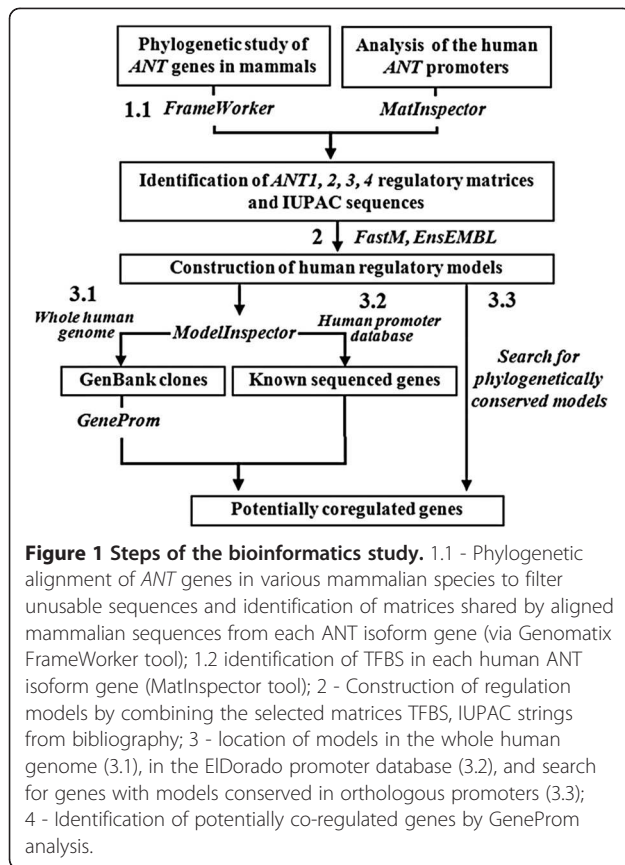 Phylogenetic study of
ANT genes in mammals
Analysis of the human
ANT promoters
1.1 FrameWorker
MatInspector
Identification of ANT1, 2, 3, 4 regulatory matrices
and IUPAC sequences
2 FastM, EnsEMBL
Construction of human regulatory models
3.1
Whole human
genome
ModelInspector
3.2
Human promoter
database
3.3
GenBank clones
Known sequenced genes
Search for
phylogenetically
conserved models
GeneProm
Potentially coregulated genes
Figure 1 Steps of the bioinformatics study. 1.1 - Phylogenetic
alignment of ANT genes in various mammalian species to filter
unusable sequences and identification of matrices shared by aligned
mammalian sequences from each ANT isoform gene (via Genomatix
FrameWorker tool); 1.2 identification of TFBS in each human ANT
isoform gene (MatInspector tool); 2 - Construction of regulation
models by combining the selected matrices TFBS, IUPAC strings
from bibliography; 3 - location of models in the whole human
genome (3.1), in the ElDorado promoter database (3.2), and search
for genes with models conserved in orthologous promoters (3.3);
4 - Identification of potentially co-regulated genes by GeneProm
analysis.